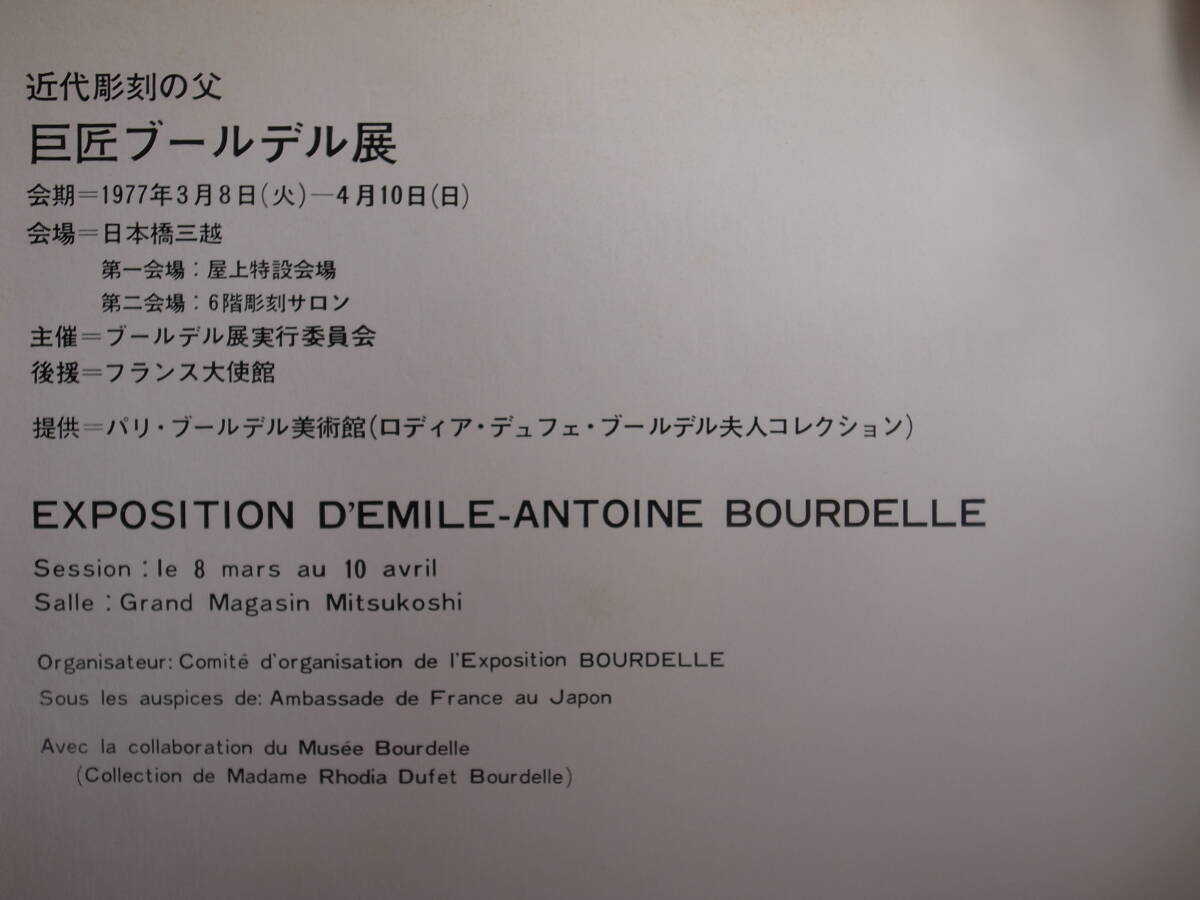 近代彫刻の父
巨匠ブールデル展
会期=1977年3月8日(火)—4月10日(日)
会場=日本橋三越
第一会場：屋上特設会場
第二会場：6階彫刻サロン
主催=ブールデル展実行委員会
後援=フランス大使館
提供=パリ・ブールデル美術館(ロディア・デュフェ・ブールデル夫人コレクション)
EXPOSITION D'EMILE-ANTOINE BOURDELLE
Session : le 8 mars au 10 avril
Salle : Grand Magasin Mitsukoshi
Organisateur: Comité d'organisation de l'Exposition BOURDELLE
Sous les auspices de: Ambassade de France au Japon
Avec la collaboration du Musée Bourdelle
(Collection de Madame Rhodia Dufet Bourdelle)